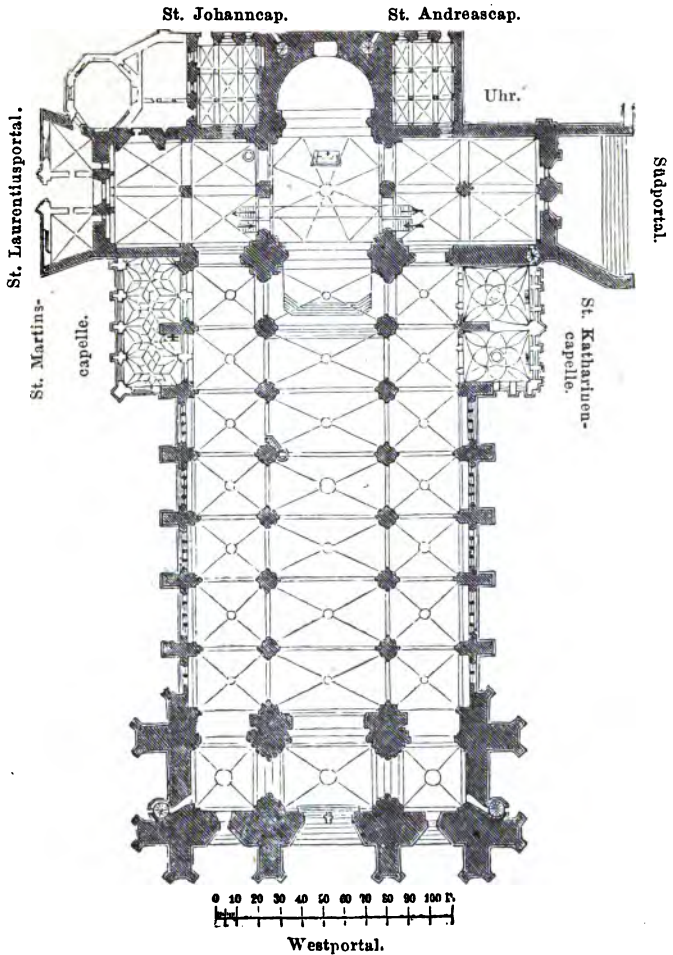 St. Johanncap.
St. Andreascap.
Uhr.
St. Laurentiusportal.
Südportal.
St. Martins-
capelle.
St. Katharinen-
capelle.
0 10 20 30 40 50 60 70 80 90 100 F.
Westportal.